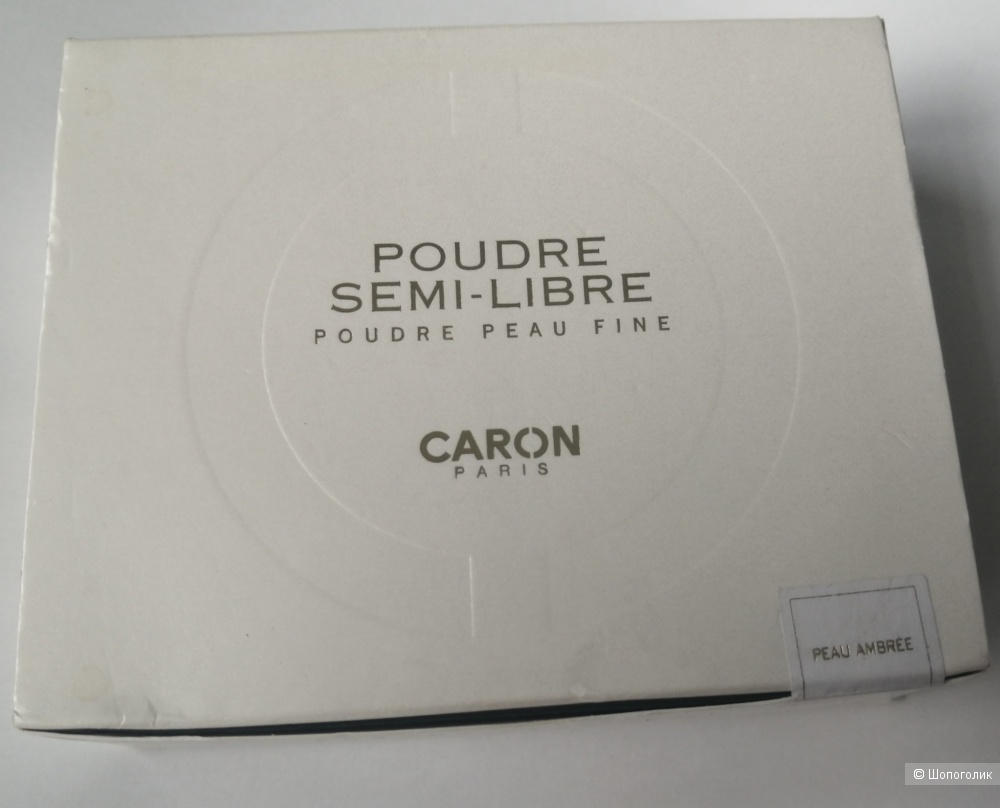 POUDRE
SEMI-LIBRE
POUDRE PEAU FINE
CARON
PARIS
PEAU AMBRÉE
© Шопоголик